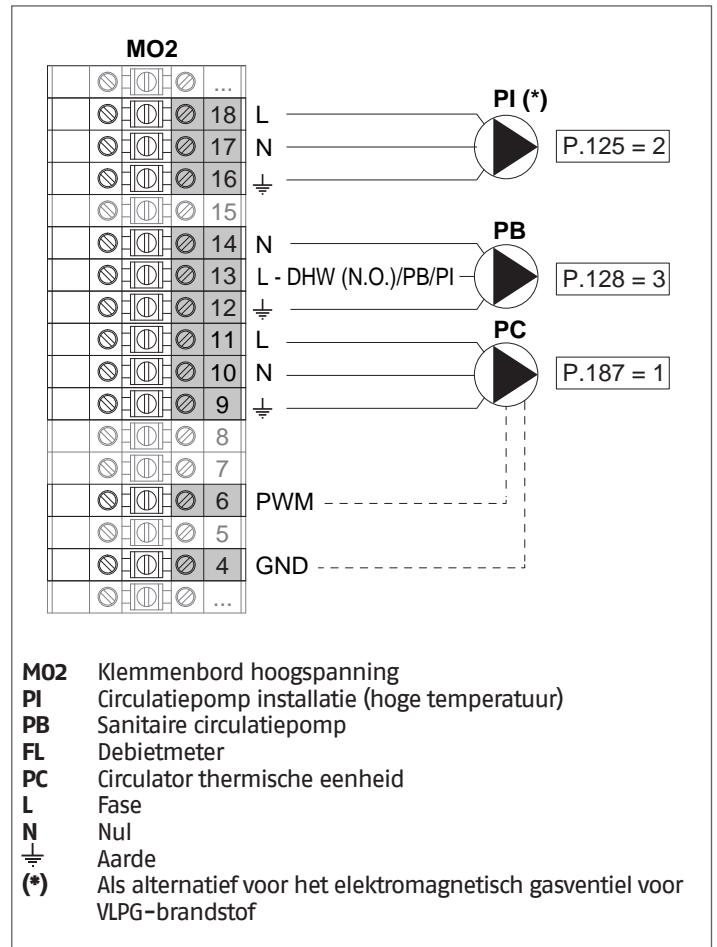 MO2
...
18 L
PI (*)
17 N
P.125 = 2
16 ⏚
15
14 N
PB
13 L - DHW (N.O.)/PB/PI
P.128 = 3
12 ⏚
11 L
PC
10 N
P.187 = 1
9 ⏚
8
7
6 PWM
5
4 GND
...
M02 Klemmenbord hoogspanning
PI Circulatiepomp installatie (hoge temperatuur)
PB Sanitaire circulatiepomp
FL Debietmeter
PC Circulator thermische eenheid
L Fase
N Nul
⏚ Aarde
(*) Als alternatief voor het elektromagnetisch gasventiel voor
VLPG-brandstof